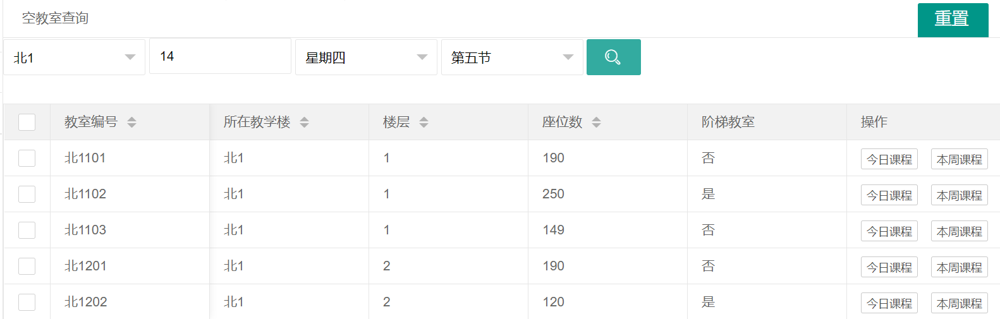 空教室查询 重置
北1 14 星期四 第五节
教室编号 所在教学楼 楼层 座位数 阶梯教室 操作
北1101 北1 1 190 否 今日课程 本周课程
北1102 北1 1 250 是 今日课程 本周课程
北1103 北1 1 149 否 今日课程 本周课程
北1201 北1 2 190 否 今日课程 本周课程
北1202 北1 2 120 是 今日课程 本周课程